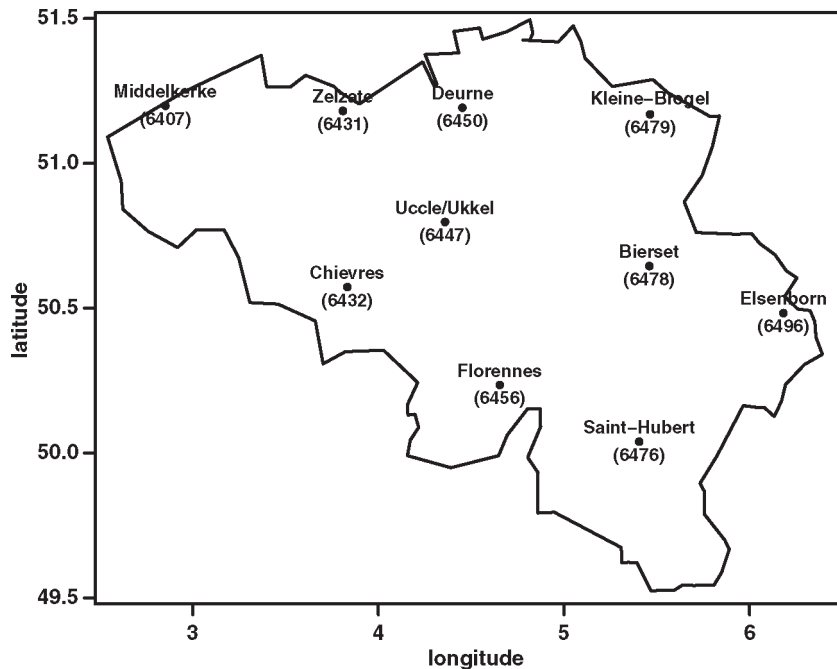 51.5
51.0
50.5
50.0
49.5
latitude
Middelkerke
(6407)
Zelzate
(6431)
Deurne
(6450)
Kleine–Brogel
(6479)
Uccle/Ukkel
(6447)
Bierset
(6478)
Chievres
(6432)
Elsenborn
(6496)
Florennes
(6456)
Saint–Hubert
(6476)
3 4 5 6
longitude